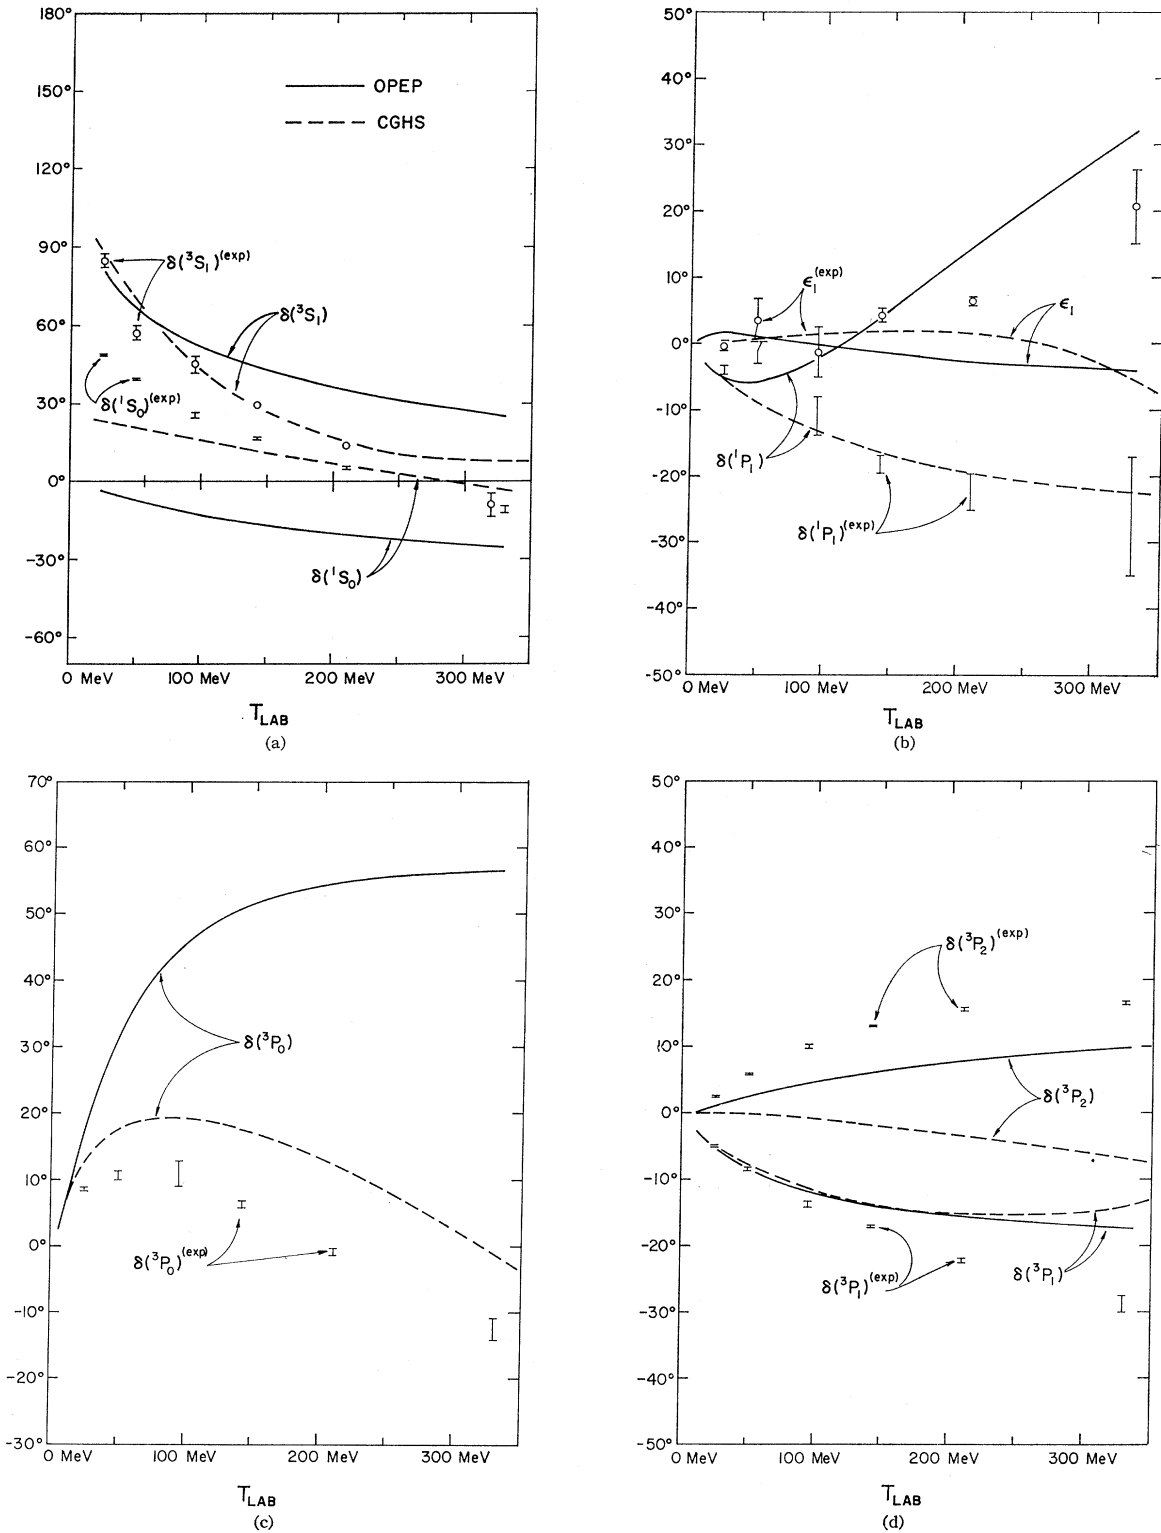 180°
150°
120°
90°
60°
30°
0°
-30°
-60°
OPEP
CGHS
δ(³S₁)^(exp)
δ(³S₁)
δ(¹S₀)^(exp)
δ(¹S₀)
0 MeV 100 MeV 200 MeV 300 MeV
T_LAB
(a)
50°
40°
30°
20°
10°
0°
-10°
-20°
-30°
-40°
-50°
ε₁^(exp)
ε₁
δ(¹P₁)
δ(¹P₁)^(exp)
0 MeV 100 MeV 200 MeV 300 MeV
T_LAB
(b)
70°
60°
50°
40°
30°
20°
10°
0°
-10°
-20°
-30°
δ(³P₀)
δ(³P₀)^(exp)
0 MeV 100 MeV 200 MeV 300 MeV
T_LAB
(c)
50°
40°
30°
20°
10°
0°
-10°
-20°
-30°
-40°
-50°
δ(³P₂)^(exp)
δ(³P₂)
δ(³P₁)^(exp)
δ(³P₁)
0 MeV 100 MeV 200 MeV 300 MeV
T_LAB
(d)